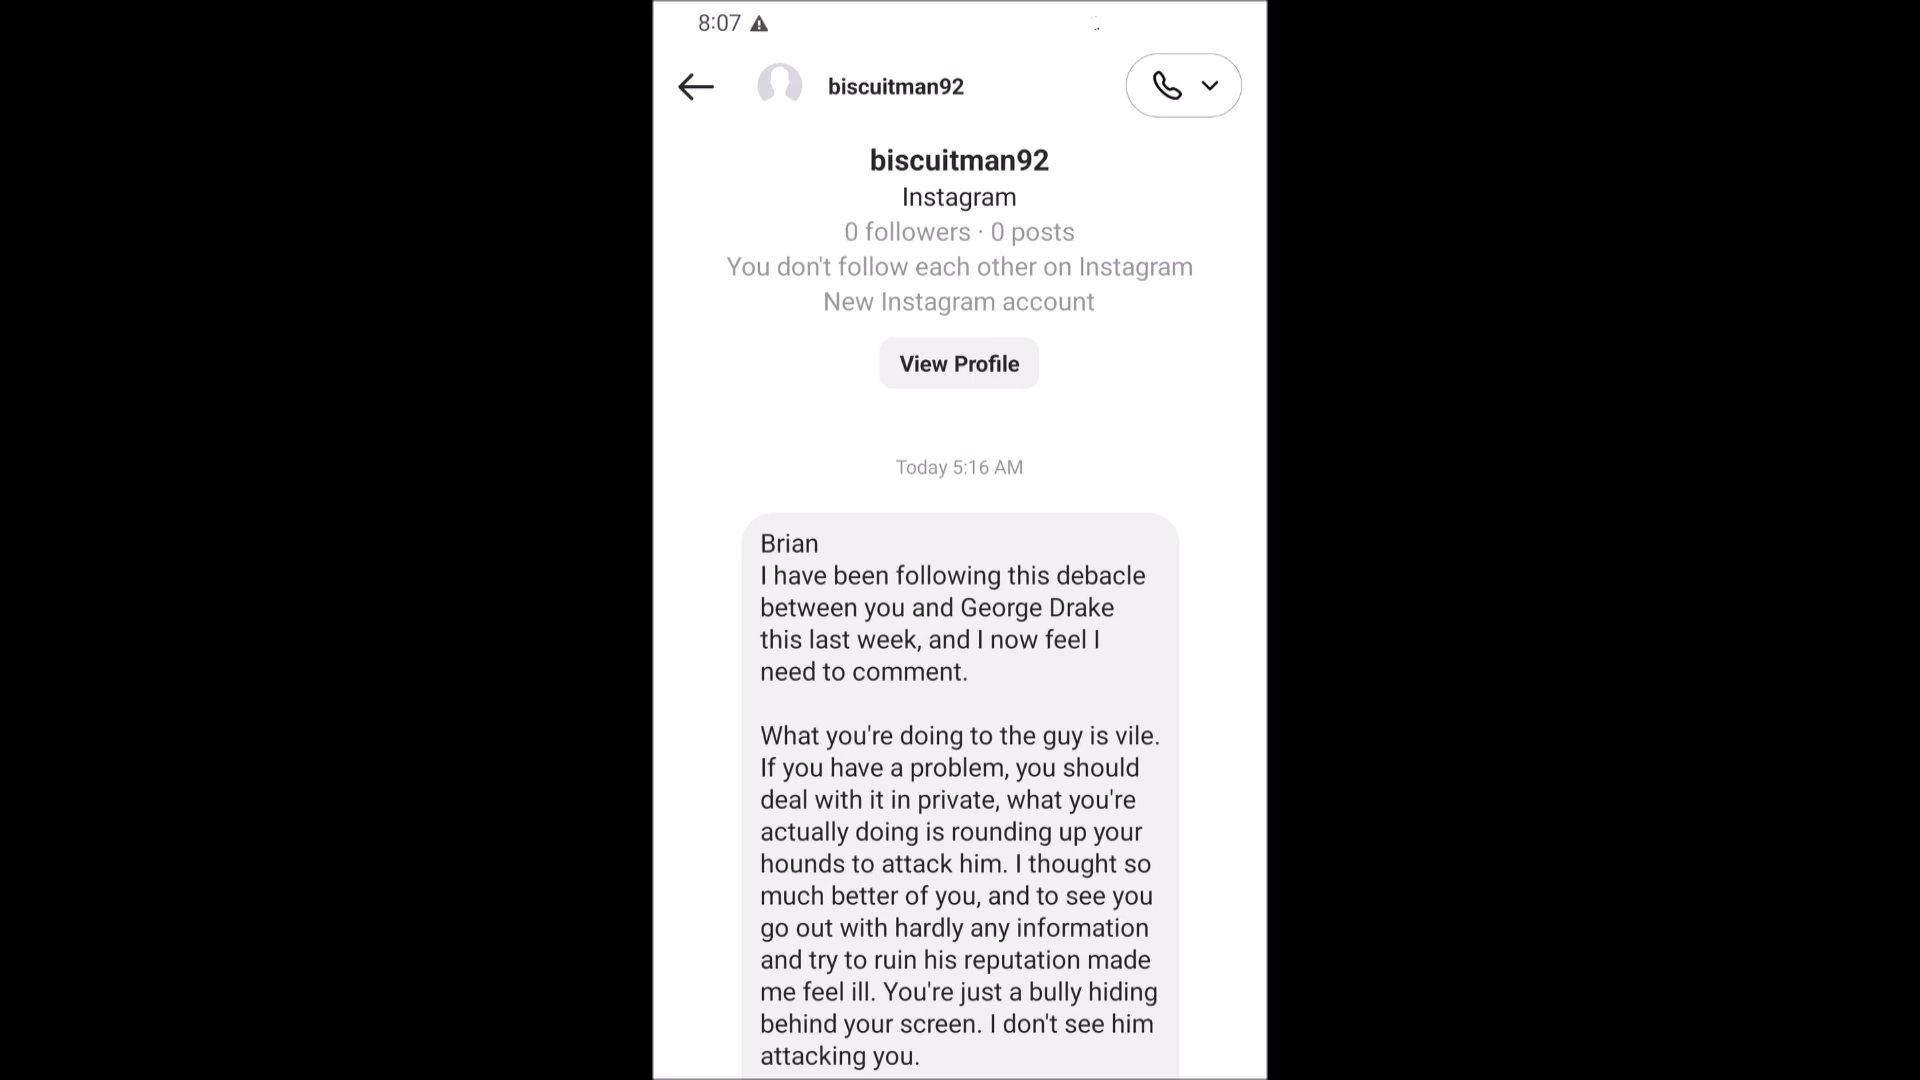 8:07
biscuitman92
biscuitman92
Instagram
0 followers · 0 posts
You don't follow each other on Instagram
New Instagram account
View Profile
Today 5:16 AM
Brian
I have been following this debacle
between you and George Drake
this last week, and I now feel I
need to comment.
What you're doing to the guy is vile.
If you have a problem, you should
deal with it in private, what you're
actually doing is rounding up your
hounds to attack him. I thought so
much better of you, and to see you
go out with hardly any information
and try to ruin his reputation made
me feel ill. You're just a bully hiding
behind your screen. I don't see him
attacking you.